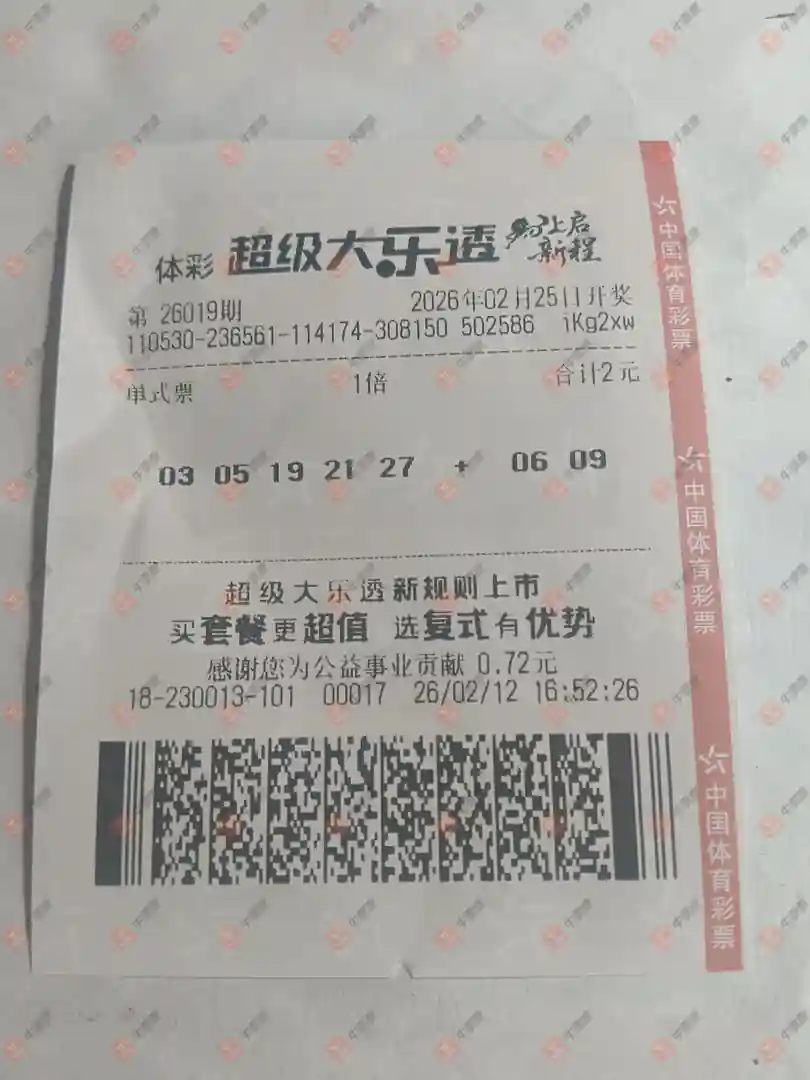 体彩 超级大乐透 马上启新程
第 26019期 2026年02月25日开奖
110530-236561-114174-308150 502586 iKg2xw
单式票 1倍 合计2元
03 05 19 21 27 + 06 09
超级大乐透新规则上市
买套餐更超值 选复式有优势
感谢您为公益事业贡献 0.72元
18-230013-101 00017 26/02/12 16:52:26
中国体育彩票
中国体育彩票
中国体育彩票